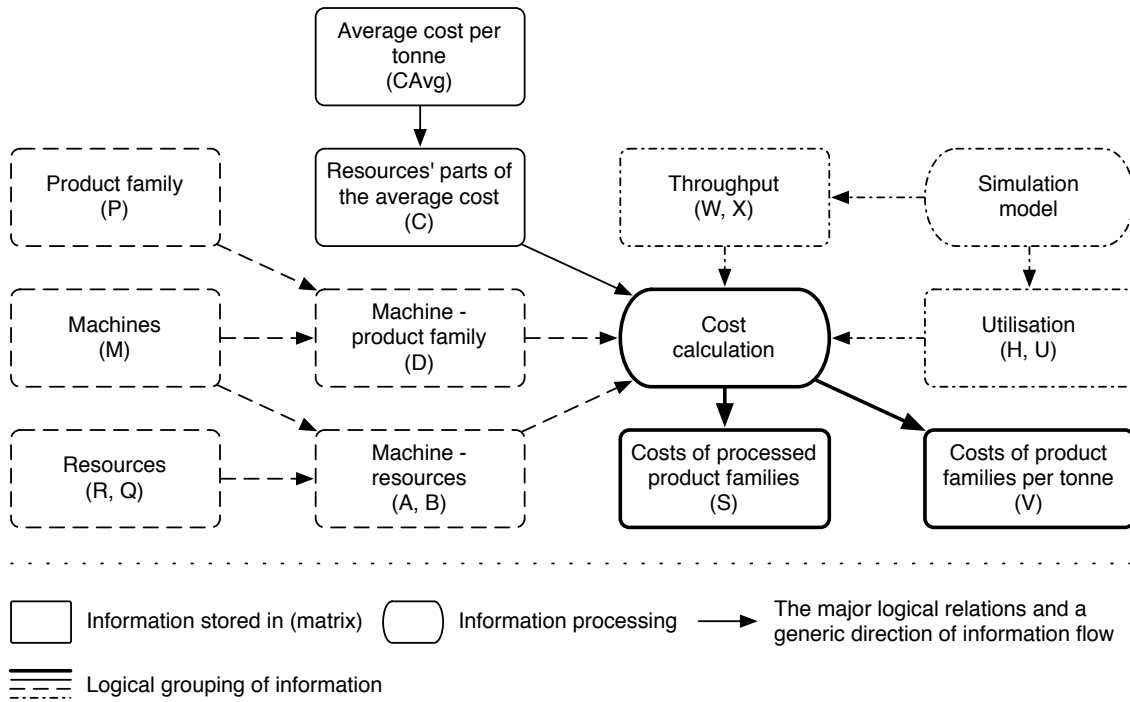 Average cost per
tonne
(CAvg)
Product family
(P)
Resources' parts of
the average cost
(C)
Throughput
(W, X)
Simulation
model
Machines
(M)
Machine -
product family
(D)
Cost
calculation
Utilisation
(H, U)
Resources
(R, Q)
Machine -
resources
(A, B)
Costs of processed
product families
(S)
Costs of product
families per tonne
(V)
Information stored in (matrix)
Information processing
The major logical relations and a
generic direction of information flow
Logical grouping of information